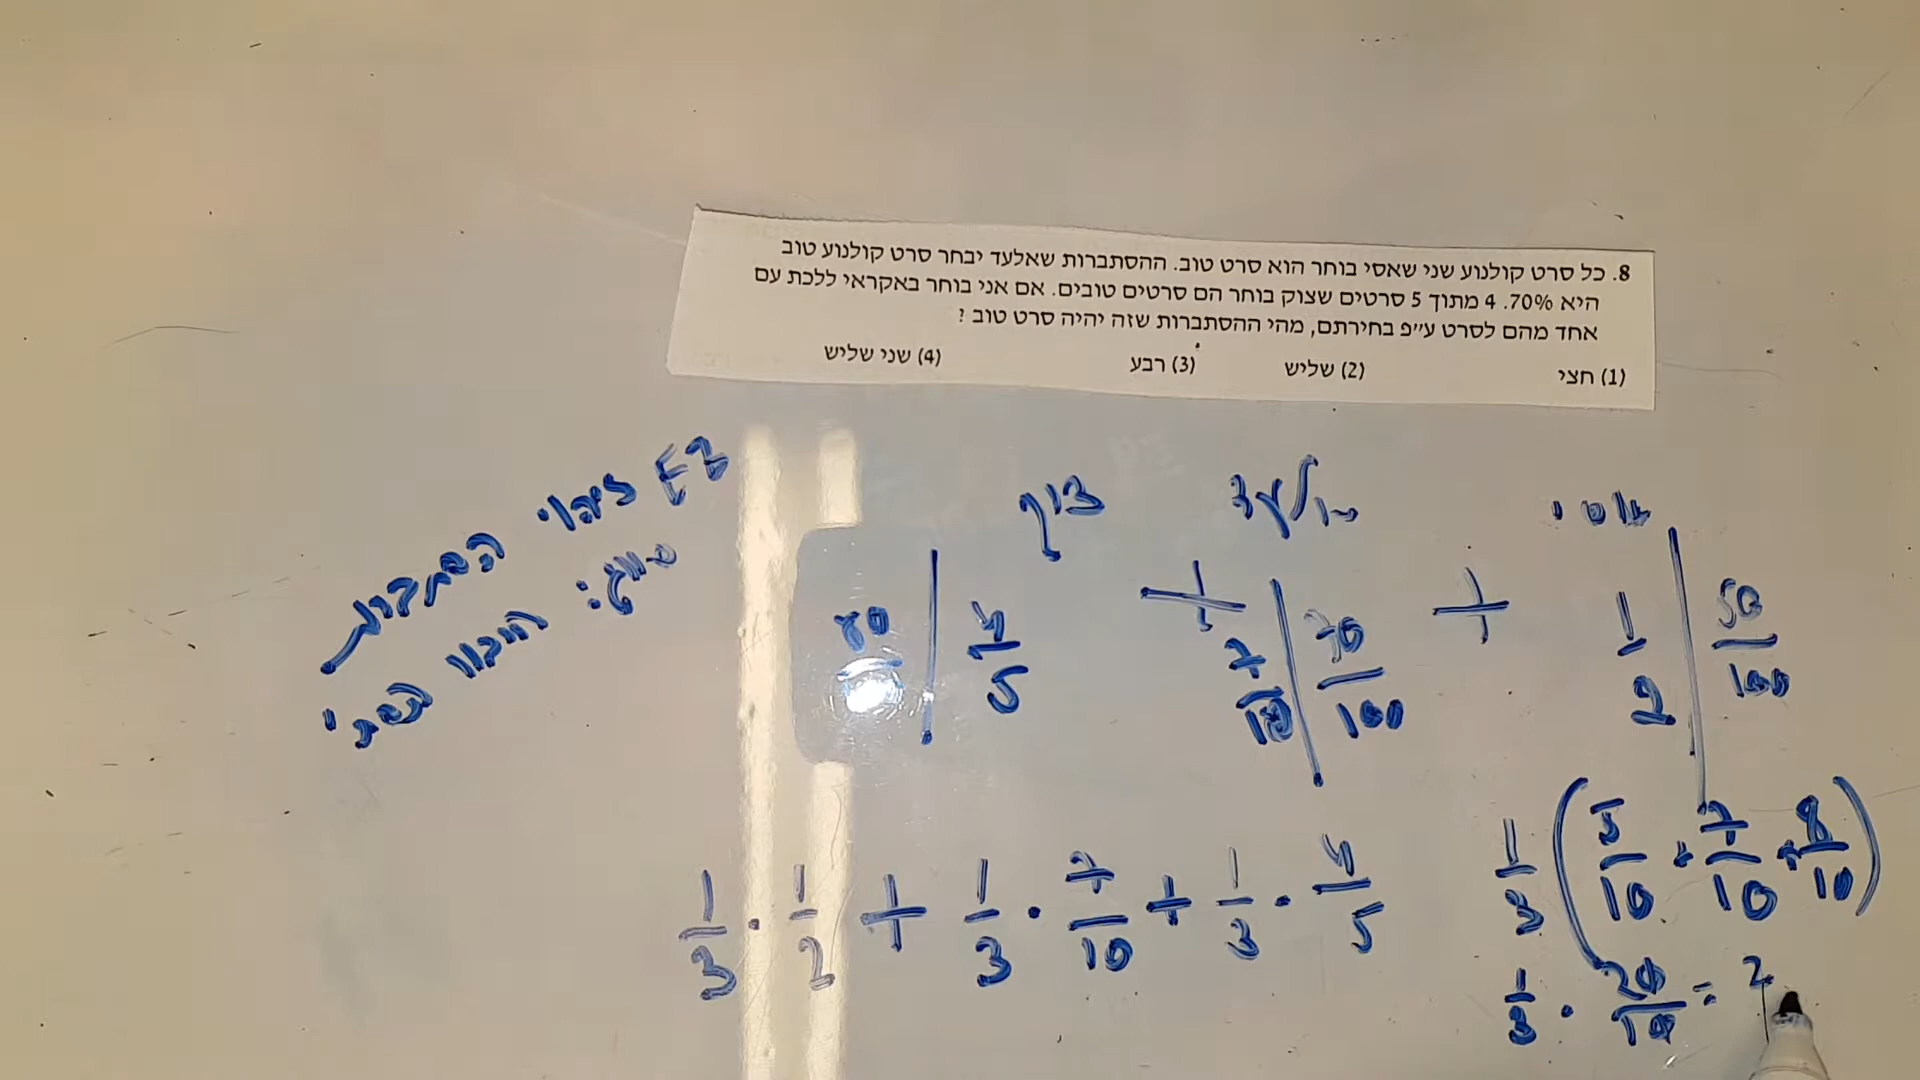 8. כל סרט קולנוע שני שאסי בוחר הוא סרט טוב. ההסתברות שאלעד יבחר סרט קולנוע טוב
היא 70%. 4 מתוך 5 סרטים שצוק בוחר הם סרטים טובים. אם אני בוחר באקראי ללכת עם
אחד מהם לסרט ע״פ בחירתם, מהי ההסתברות שזה יהיה סרט טוב ?
(1) חצי (2) שליש (3) רבע (4) שני שליש
אסי אלעד צוק
1/2 | 50/100 + 7/10 | 70/100 + 80 | 4/5
זיהוי הסתברות
1/3 · 1/2 + 1/3 · 7/10 + 1/3 · 4/5
1/3 (5/10 + 7/10 + 8/10)
1/3 · 20/10 = 2